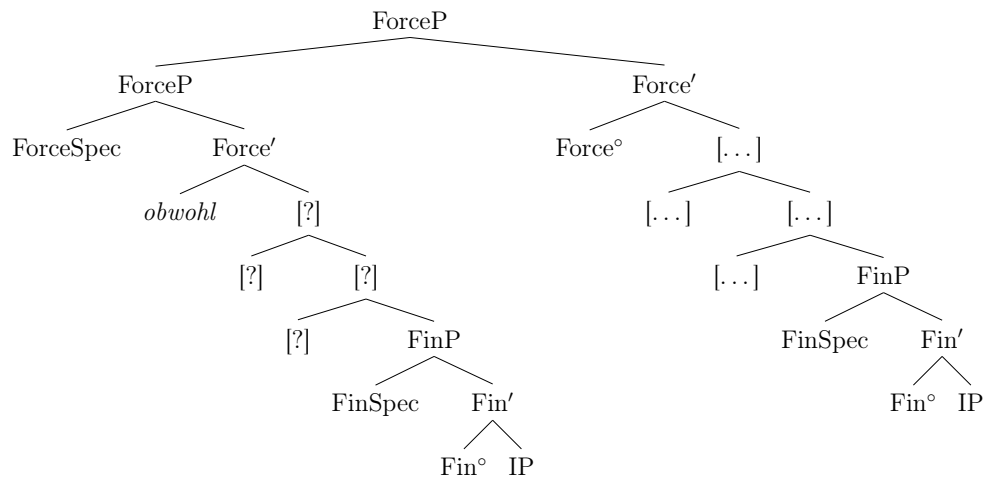 ForceP
ForceP Force′
ForceSpec Force′ Force° [...]
obwohl [?] [...] [...]
[?] [?] [...] FinP
[?] FinP FinSpec Fin′
FinSpec Fin′ Fin° IP
Fin° IP